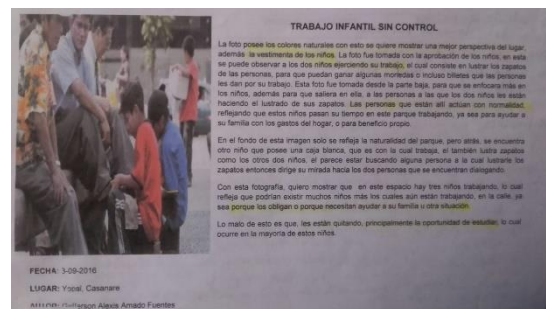 TRABAJO INFANTIL SIN CONTROL
La foto posee los colores naturales con esto se quiere mostrar una mejor perspectiva del lugar,
además la vestimenta de los niños. La foto fue tomada con la aprobación de los niños, en esta
se puede observar a los dos niños ejerciendo su trabajo, el cual consiste en lustrar los zapatos
de las personas, para que puedan ganar algunas monedas o incluso billetes que las personas
les dan por su trabajo. Esta foto fue tomada desde la parte baja, para que se enfocara más en
los niños, además para que saliera en ella, a las personas a las que los dos niños les están
haciendo el lustrado de sus zapatos. Las personas que están allí actúan con normalidad,
reflejando que estos niños pasan su tiempo en este parque trabajando, ya sea para ayudar a
su familia con los gastos del hogar, o para beneficio propio.
En el fondo de esta imagen solo se refleja la naturalidad del parque, pero atrás, se encuentra
otro niño que posee una caja blanca, que es con la cual trabaja, el también lustra zapatos
como los otros dos niños, el parece estar buscando alguna persona a la cual lustrarle los
zapatos entonces dirige su mirada hacia los dos personas que se encuentran dialogando.
Con esta fotografía, quiero mostrar que en este espacio hay tres niños trabajando, lo cual
refleja que podrían existir muchos niños más los cuales aún están trabajando, en la calle, ya
sea porque los obligan o porque necesitan ayudar a su familia u otra situación.
Lo malo de esto es que, les están quitando, principalmente la oportunidad de estudiar, lo cual
ocurre en la mayoría de estos niños.
FECHA: 3-09-2016
LUGAR: Yopal, Casanare
Alexis Amado Fuentes